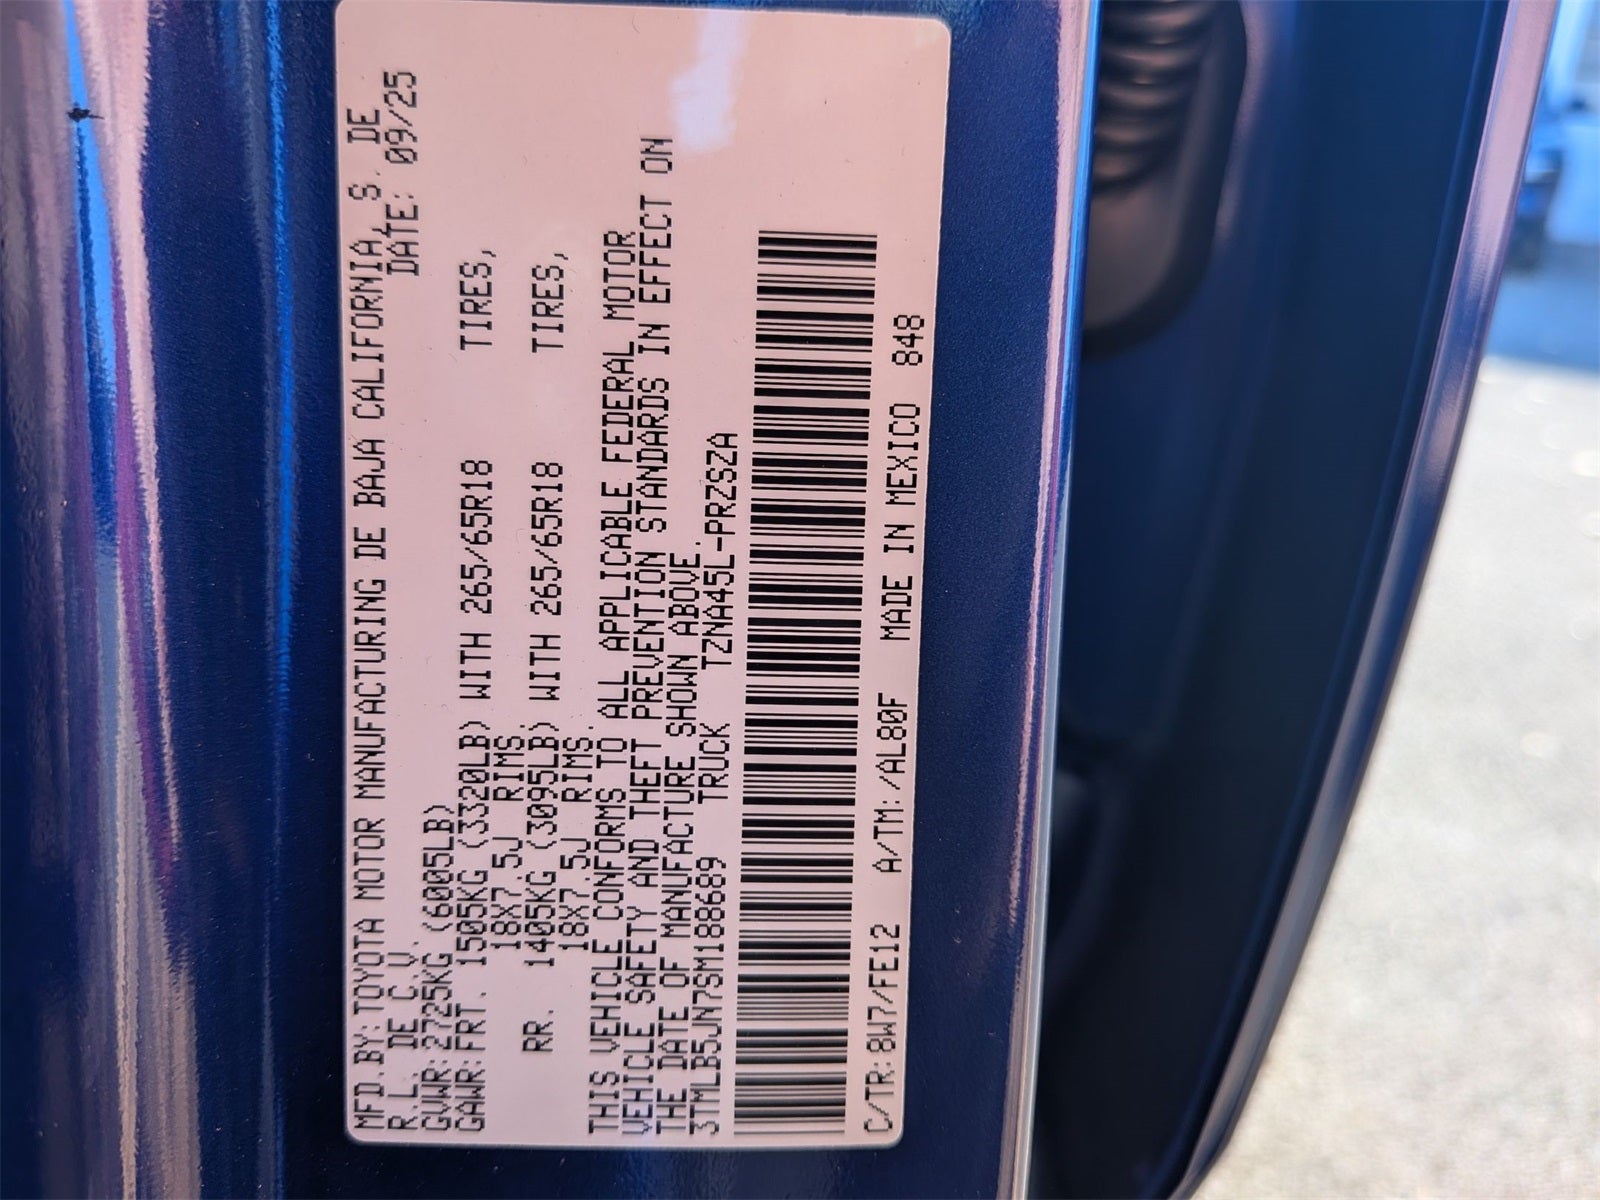 MFD.BY:TOYOTA MOTOR MANUFACTURING DE BAJA CALIFORNIA,S. DE
R.L. DE C.V. DATE: 09/25
GVWR:2725KG(6005LB)
GAWR:FRT. 1505KG(3320LB) WITH 265/65R18 TIRES,
18X7.5J RIMS.
RR. 1405KG(3095LB) WITH 265/65R18 TIRES,
18X7.5J RIMS.
THIS VEHICLE CONFORMS TO ALL APPLICABLE FEDERAL MOTOR
VEHICLE SAFETY AND THEFT PREVENTION STANDARDS IN EFFECT ON
THE DATE OF MANUFACTURE SHOWN ABOVE.
3TMLB5JN7SM188689 TRUCK TZNA45L-PRZSZA
C/TR:8W7/FE12 A/TM:/AL80F MADE IN MEXICO 848